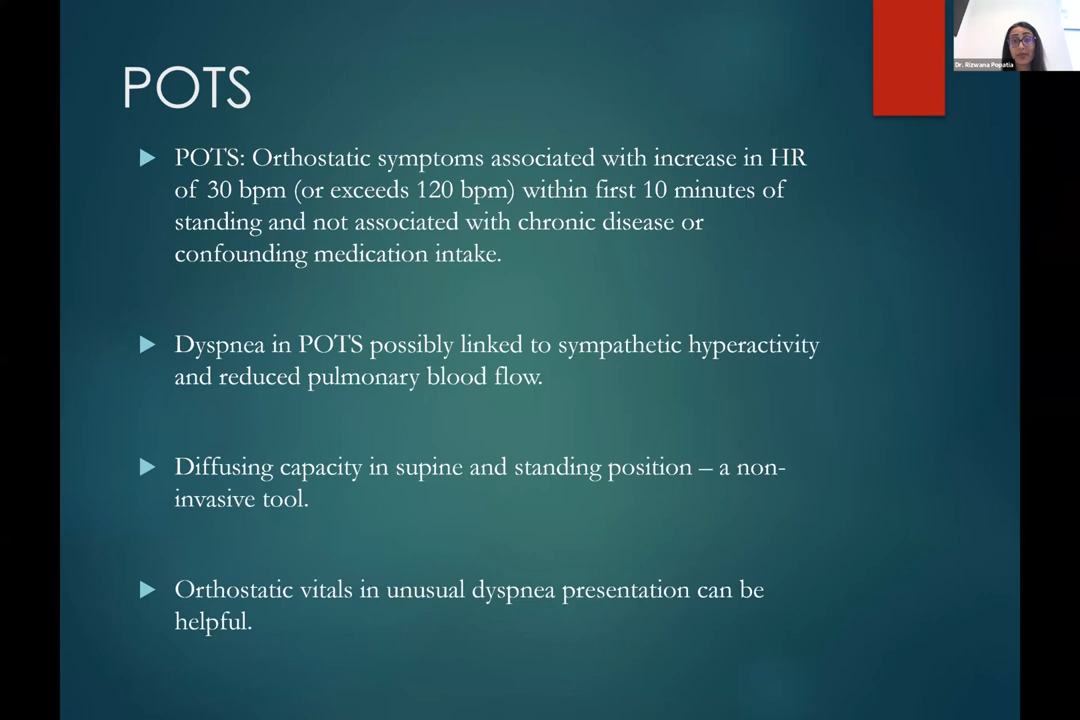 POTS
POTS: Orthostatic symptoms associated with increase in HR
of 30 bpm (or exceeds 120 bpm) within first 10 minutes of
standing and not associated with chronic disease or
confounding medication intake.
Dyspnea in POTS possibly linked to sympathetic hyperactivity
and reduced pulmonary blood flow.
Diffusing capacity in supine and standing position – a non-
invasive tool.
Orthostatic vitals in unusual dyspnea presentation can be
helpful.
Dr. Rizwana Popatia